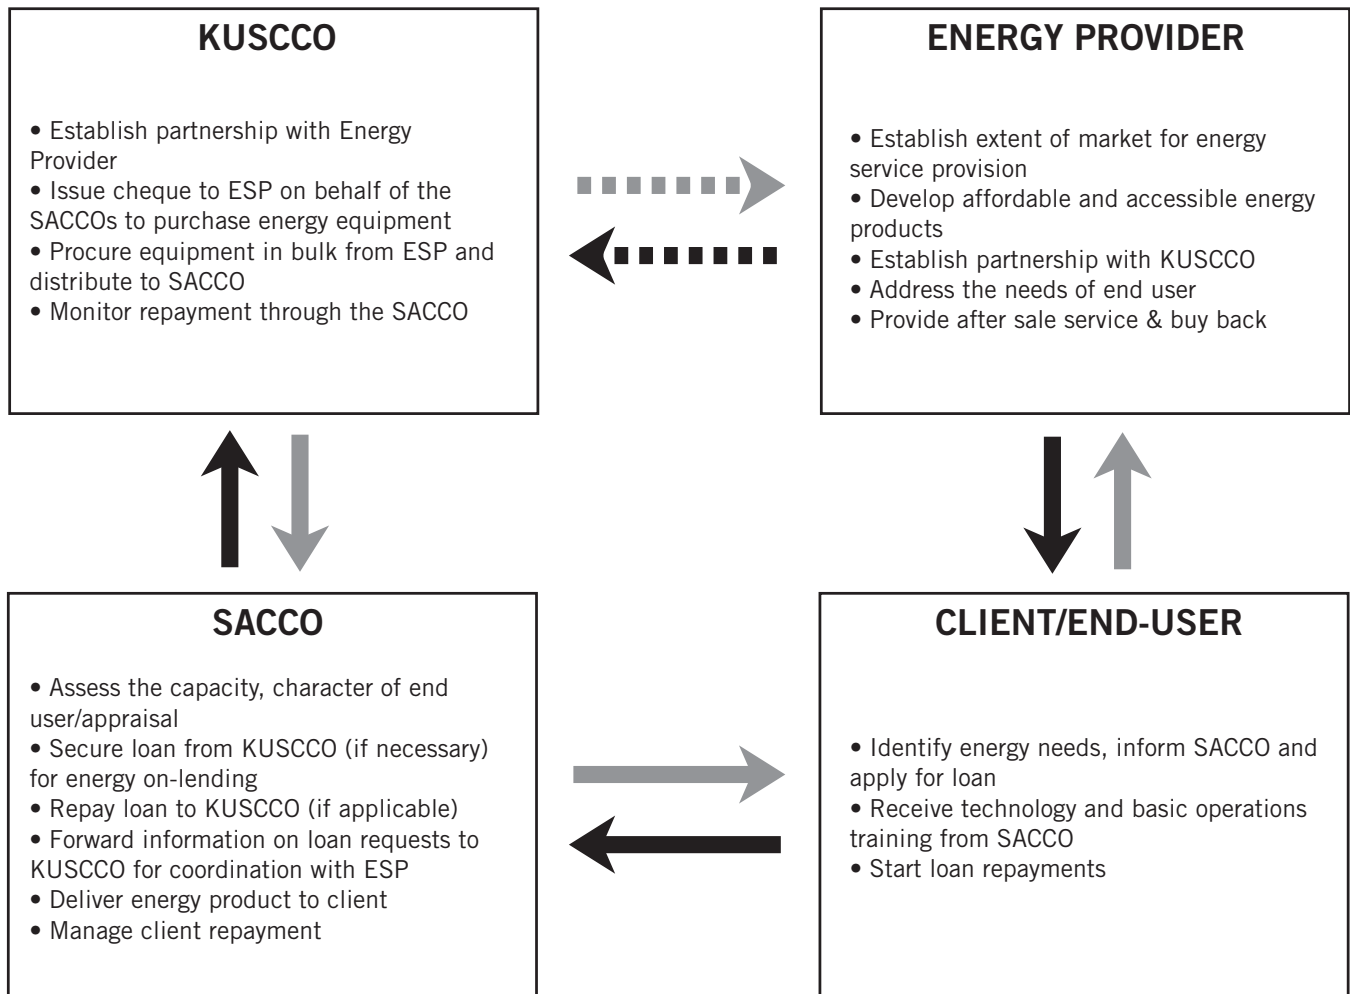 KUSCCO
• Establish partnership with Energy
Provider
• Issue cheque to ESP on behalf of the
SACCOs to purchase energy equipment
• Procure equipment in bulk from ESP and
distribute to SACCO
• Monitor repayment through the SACCO
ENERGY PROVIDER
• Establish extent of market for energy
service provision
• Develop affordable and accessible energy
products
• Establish partnership with KUSCCO
• Address the needs of end user
• Provide after sale service & buy back
SACCO
• Assess the capacity, character of end
user/appraisal
• Secure loan from KUSCCO (if necessary)
for energy on-lending
• Repay loan to KUSCCO (if applicable)
• Forward information on loan requests to
KUSCCO for coordination with ESP
• Deliver energy product to client
• Manage client repayment
CLIENT/END-USER
• Identify energy needs, inform SACCO and
apply for loan
• Receive technology and basic operations
training from SACCO
• Start loan repayments